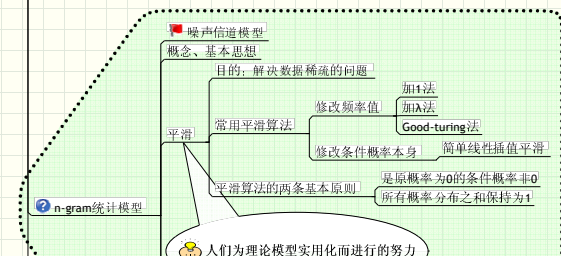 噪声信道模型
概念、基本思想
目的：解决数据稀疏的问题
加1法
修改频率值
加λ法
常用平滑算法
Good-turing法
平滑
简单线性插值平滑
修改条件概率本身
是原概率为0的条件概率非0
平滑算法的两条基本原则
所有概率分布之和保持为1
n-gram统计模型
人们为理论模型实用化而进行的努力